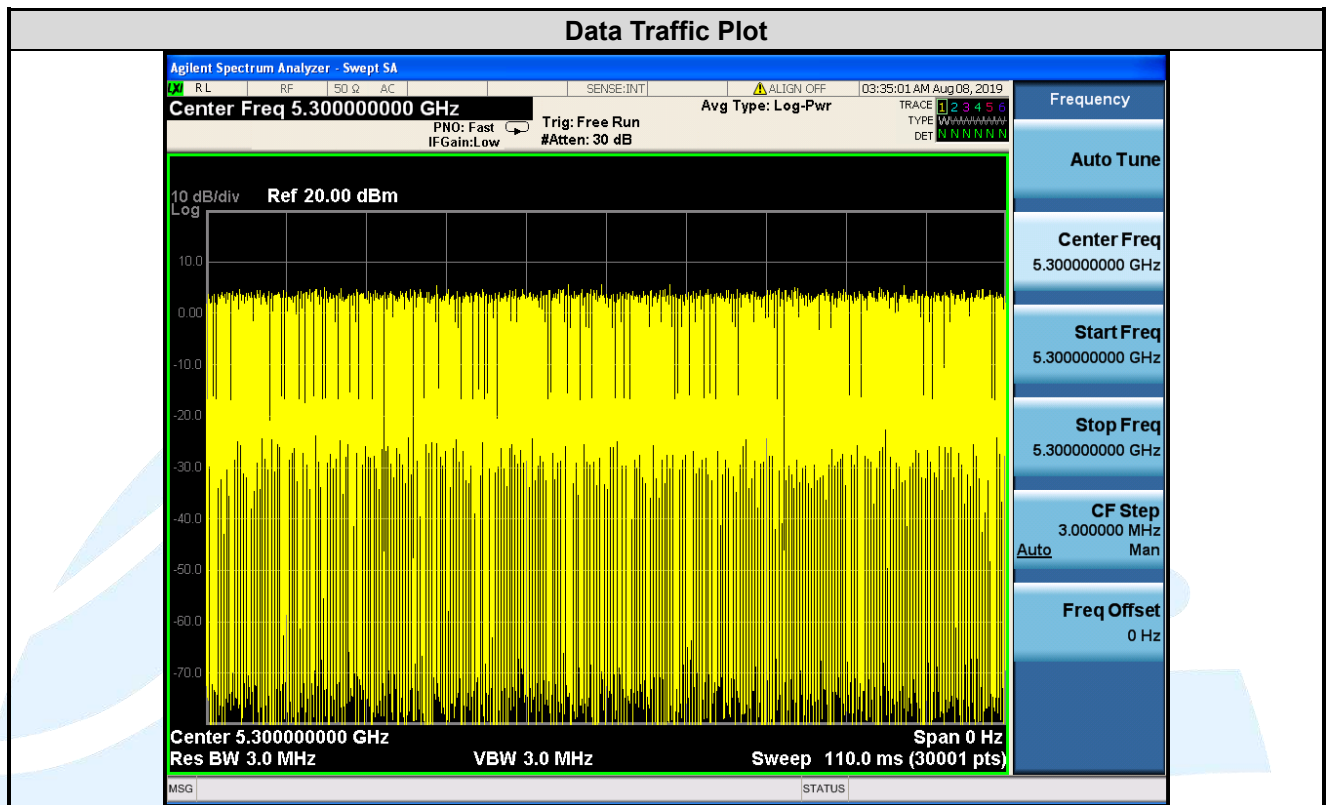 Data Traffic Plot
Agilent Spectrum Analyzer - Swept SA
LXI RL RF 50 Ω AC SENSE:INT ALIGN OFF 03:35:01 AM Aug 08, 2019
Center Freq 5.300000000 GHz
PNO: Fast
IFGain:Low
Trig: Free Run
#Atten: 30 dB
Avg Type: Log-Pwr
TRACE 1 2 3 4 5 6
TYPE WWWWWW
DET N N N N N N
10 dB/div Ref 20.00 dBm
Log
10.0
0.00
-10.0
-20.0
-30.0
-40.0
-50.0
-60.0
-70.0
Center 5.300000000 GHz Span 0 Hz
Res BW 3.0 MHz VBW 3.0 MHz Sweep 110.0 ms (30001 pts)
MSG STATUS
Frequency
Auto Tune
Center Freq
5.300000000 GHz
Start Freq
5.300000000 GHz
Stop Freq
5.300000000 GHz
CF Step
3.000000 MHz
Auto Man
Freq Offset
0 Hz